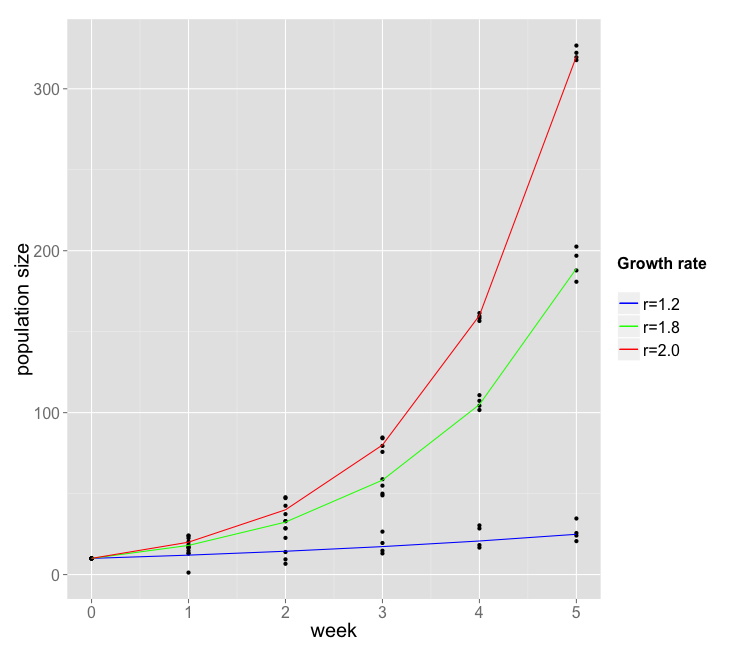 300
200
100
0
population size
0 1 2 3 4 5
week
Growth rate
r=1.2
r=1.8
r=2.0